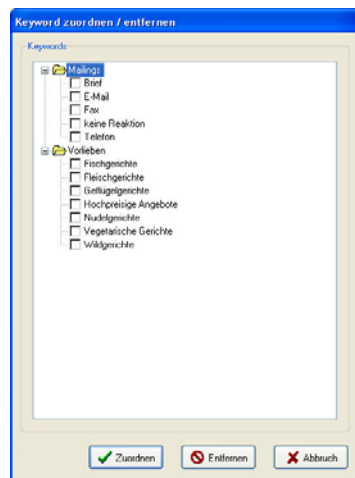 Keyword zuordnen / entfernen
Keywords
Mailings
Brief
E-Mail
Fax
keine Reaktion
Telefon
Vorlieben
Fischgerichte
Fleischgerichte
Geflügelgerichte
Hochpreisige Angebote
Nudelgerichte
Vegetarische Gerichte
Wildgerichte
Zuordnen
Entfernen
Abbruch